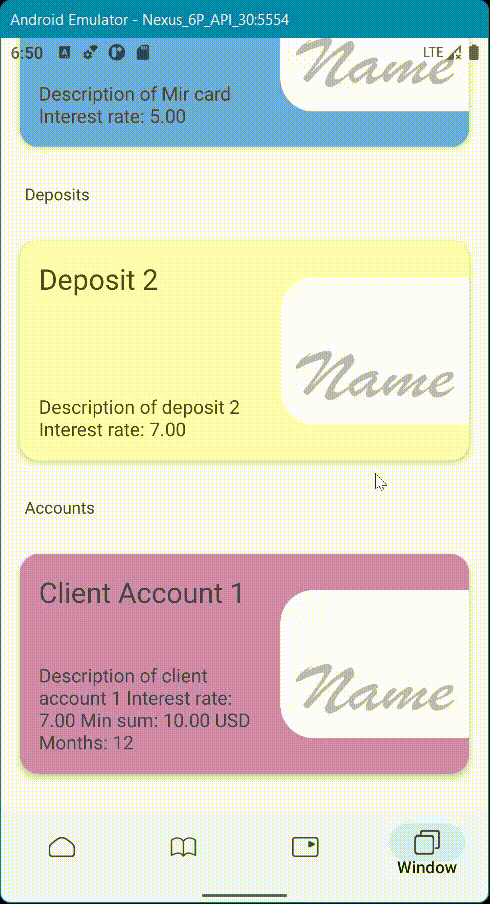 Android Emulator - Nexus_6P_API_30:5554
6:50
LTE
Name
Description of Mir card
Interest rate: 5.00
Deposits
Deposit 2
Name
Description of deposit 2
Interest rate: 7.00
Accounts
Client Account 1
Name
Description of client
account 1 Interest rate:
7.00 Min sum: 10.00 USD
Months: 12
Window